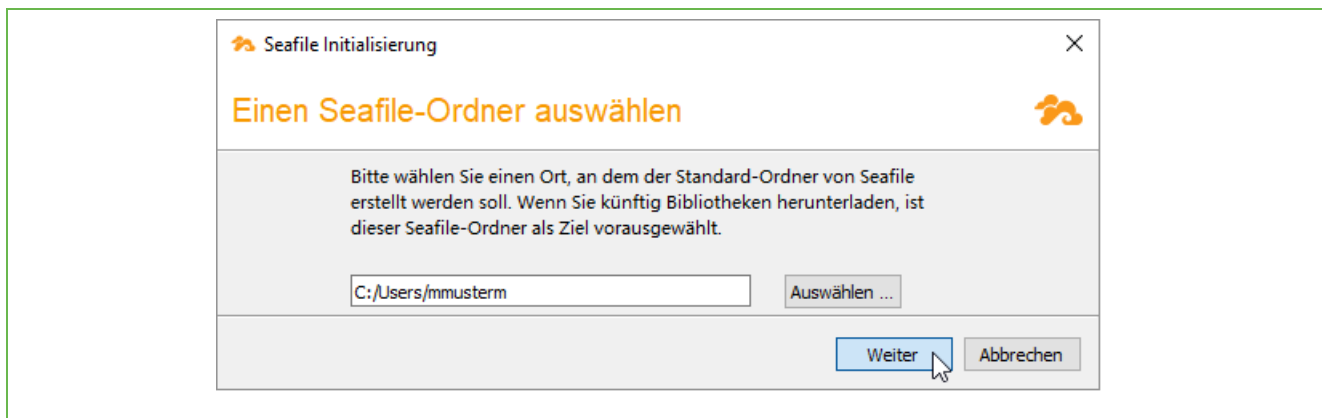 Seafile Initialisierung
Einen Seafile-Ordner auswählen
Bitte wählen Sie einen Ort, an dem der Standard-Ordner von Seafile
erstellt werden soll. Wenn Sie künftig Bibliotheken herunterladen, ist
dieser Seafile-Ordner als Ziel vorausgewählt.
C:/Users/mmusterm
Auswählen ...
Weiter
Abbrechen